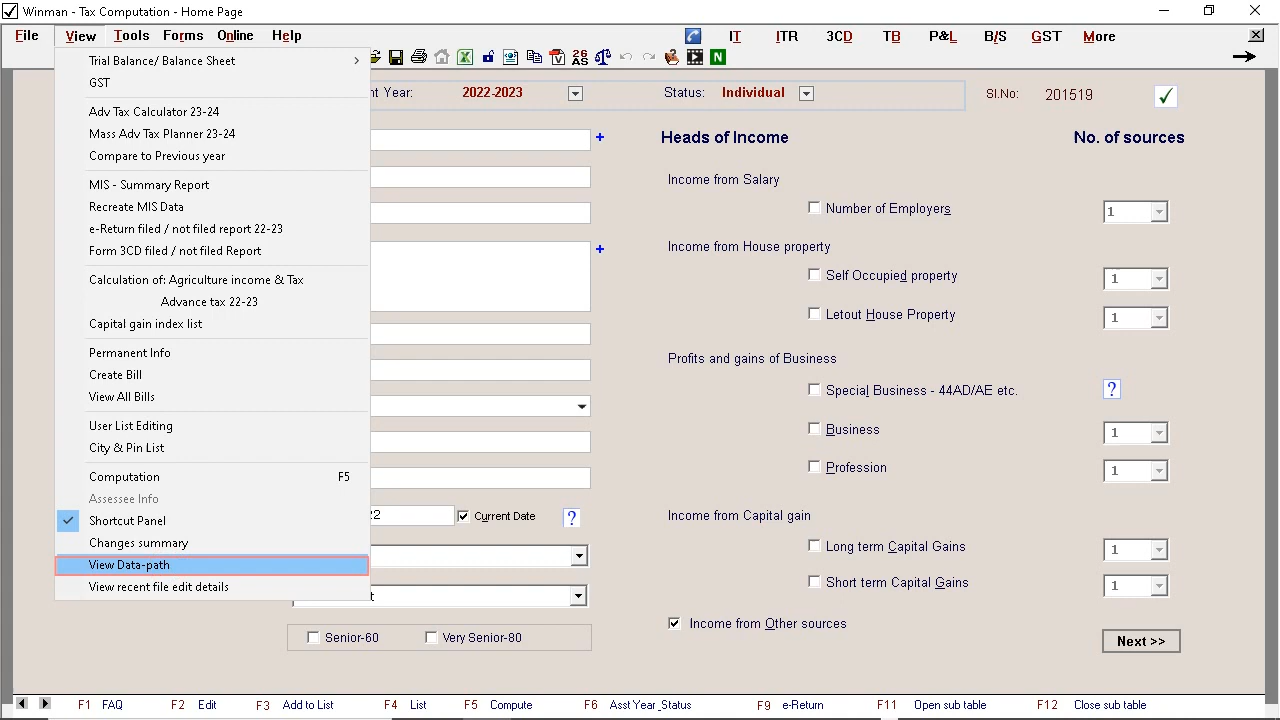 Winman - Tax Computation - Home Page
File View Tools Forms Online Help IT ITR 3CD TB P&L B/S GST More
26 AS N
Trial Balance/ Balance Sheet
GST
Adv Tax Calculator 23-24
Mass Adv Tax Planner 23-24
Compare to Previous year
MIS - Summary Report
Recreate MIS Data
e-Return filed / not filed report 22-23
Form 3CD filed / not filed Report
Calculation of: Agriculture income & Tax
Advance tax 22-23
Capital gain index list
Permanent Info
Create Bill
View All Bills
User List Editing
City & Pin List
Computation F5
Assessee Info
Shortcut Panel
Changes summary
View Data-path
View recent file edit details
nt Year: 2022-2023 Status: Individual Sl.No: 201519
+
+
22 Current Date ?
t
Senior-60 Very Senior-80
Heads of Income No. of sources
Income from Salary
Number of Employers 1
Income from House property
Self Occupied property 1
Letout House Property 1
Profits and gains of Business
Special Business - 44AD/AE etc. ?
Business 1
Profession 1
Income from Capital gain
Long term Capital Gains 1
Short term Capital Gains 1
Income from Other sources
Next >>
F1 FAQ F2 Edit F3 Add to List F4 List F5 Compute F6 Asst Year_Status F9 e-Return F11 Open sub table F12 Close sub table